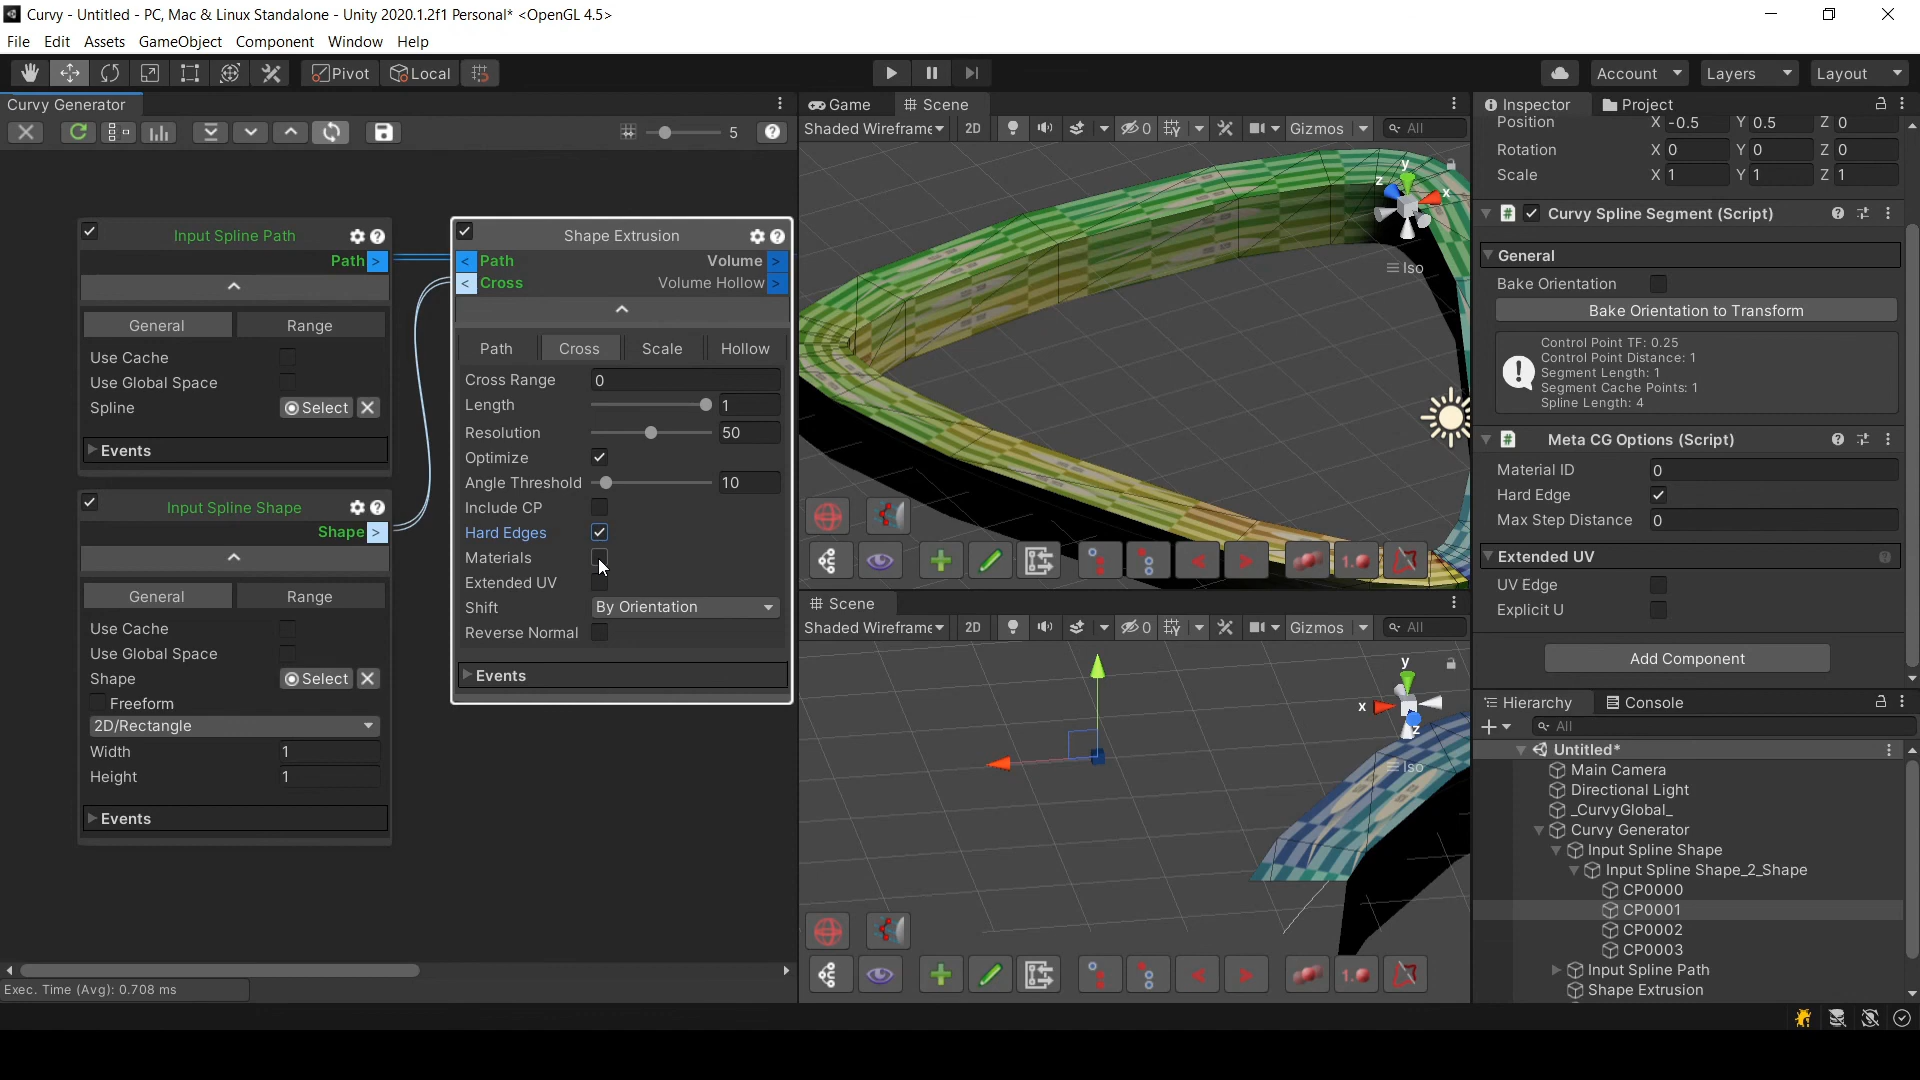 Curvy - Untitled - PC, Mac & Linux Standalone - Unity 2020.1.2f1 Personal* <OpenGL 4.5>
File Edit Assets GameObject Component Window Help
Pivot Local Account Layers Layout
Curvy Generator
5
Input Spline Path
Path >
General Range
Use Cache
Use Global Space
Spline Select
Events
Input Spline Shape
Shape >
General Range
Use Cache
Use Global Space
Shape Select
Freeform
2D/Rectangle
Width 1
Height 1
Events
Shape Extrusion
< Path Volume >
< Cross Volume Hollow >
Path Cross Scale Hollow
Cross Range 0
Length 1
Resolution 50
Optimize
Angle Threshold 10
Include CP
Hard Edges
Materials
Extended UV
Shift By Orientation
Reverse Normal
Events
Exec. Time (Avg): 0.708 ms
Game Scene
Shaded Wireframe 2D 0 Gizmos All
y
z x
Iso
1.0
Scene
Shaded Wireframe 2D 0 Gizmos All
y
x
z
Iso
1.0
Inspector Project
Position X -0.5 Y 0.5 Z 0
Rotation X 0 Y 0 Z 0
Scale X 1 Y 1 Z 1
# Curvy Spline Segment (Script)
General
Bake Orientation
Bake Orientation to Transform
Control Point TF: 0.25
Control Point Distance: 1
Segment Length: 1
Segment Cache Points: 1
Spline Length: 4
# Meta CG Options (Script)
Material ID 0
Hard Edge
Max Step Distance 0
Extended UV
UV Edge
Explicit U
Add Component
Hierarchy Console
All
Untitled*
Main Camera
Directional Light
_CurvyGlobal_
Curvy Generator
Input Spline Shape
Input Spline Shape_2_Shape
CP0000
CP0001
CP0002
CP0003
Input Spline Path
Shape Extrusion